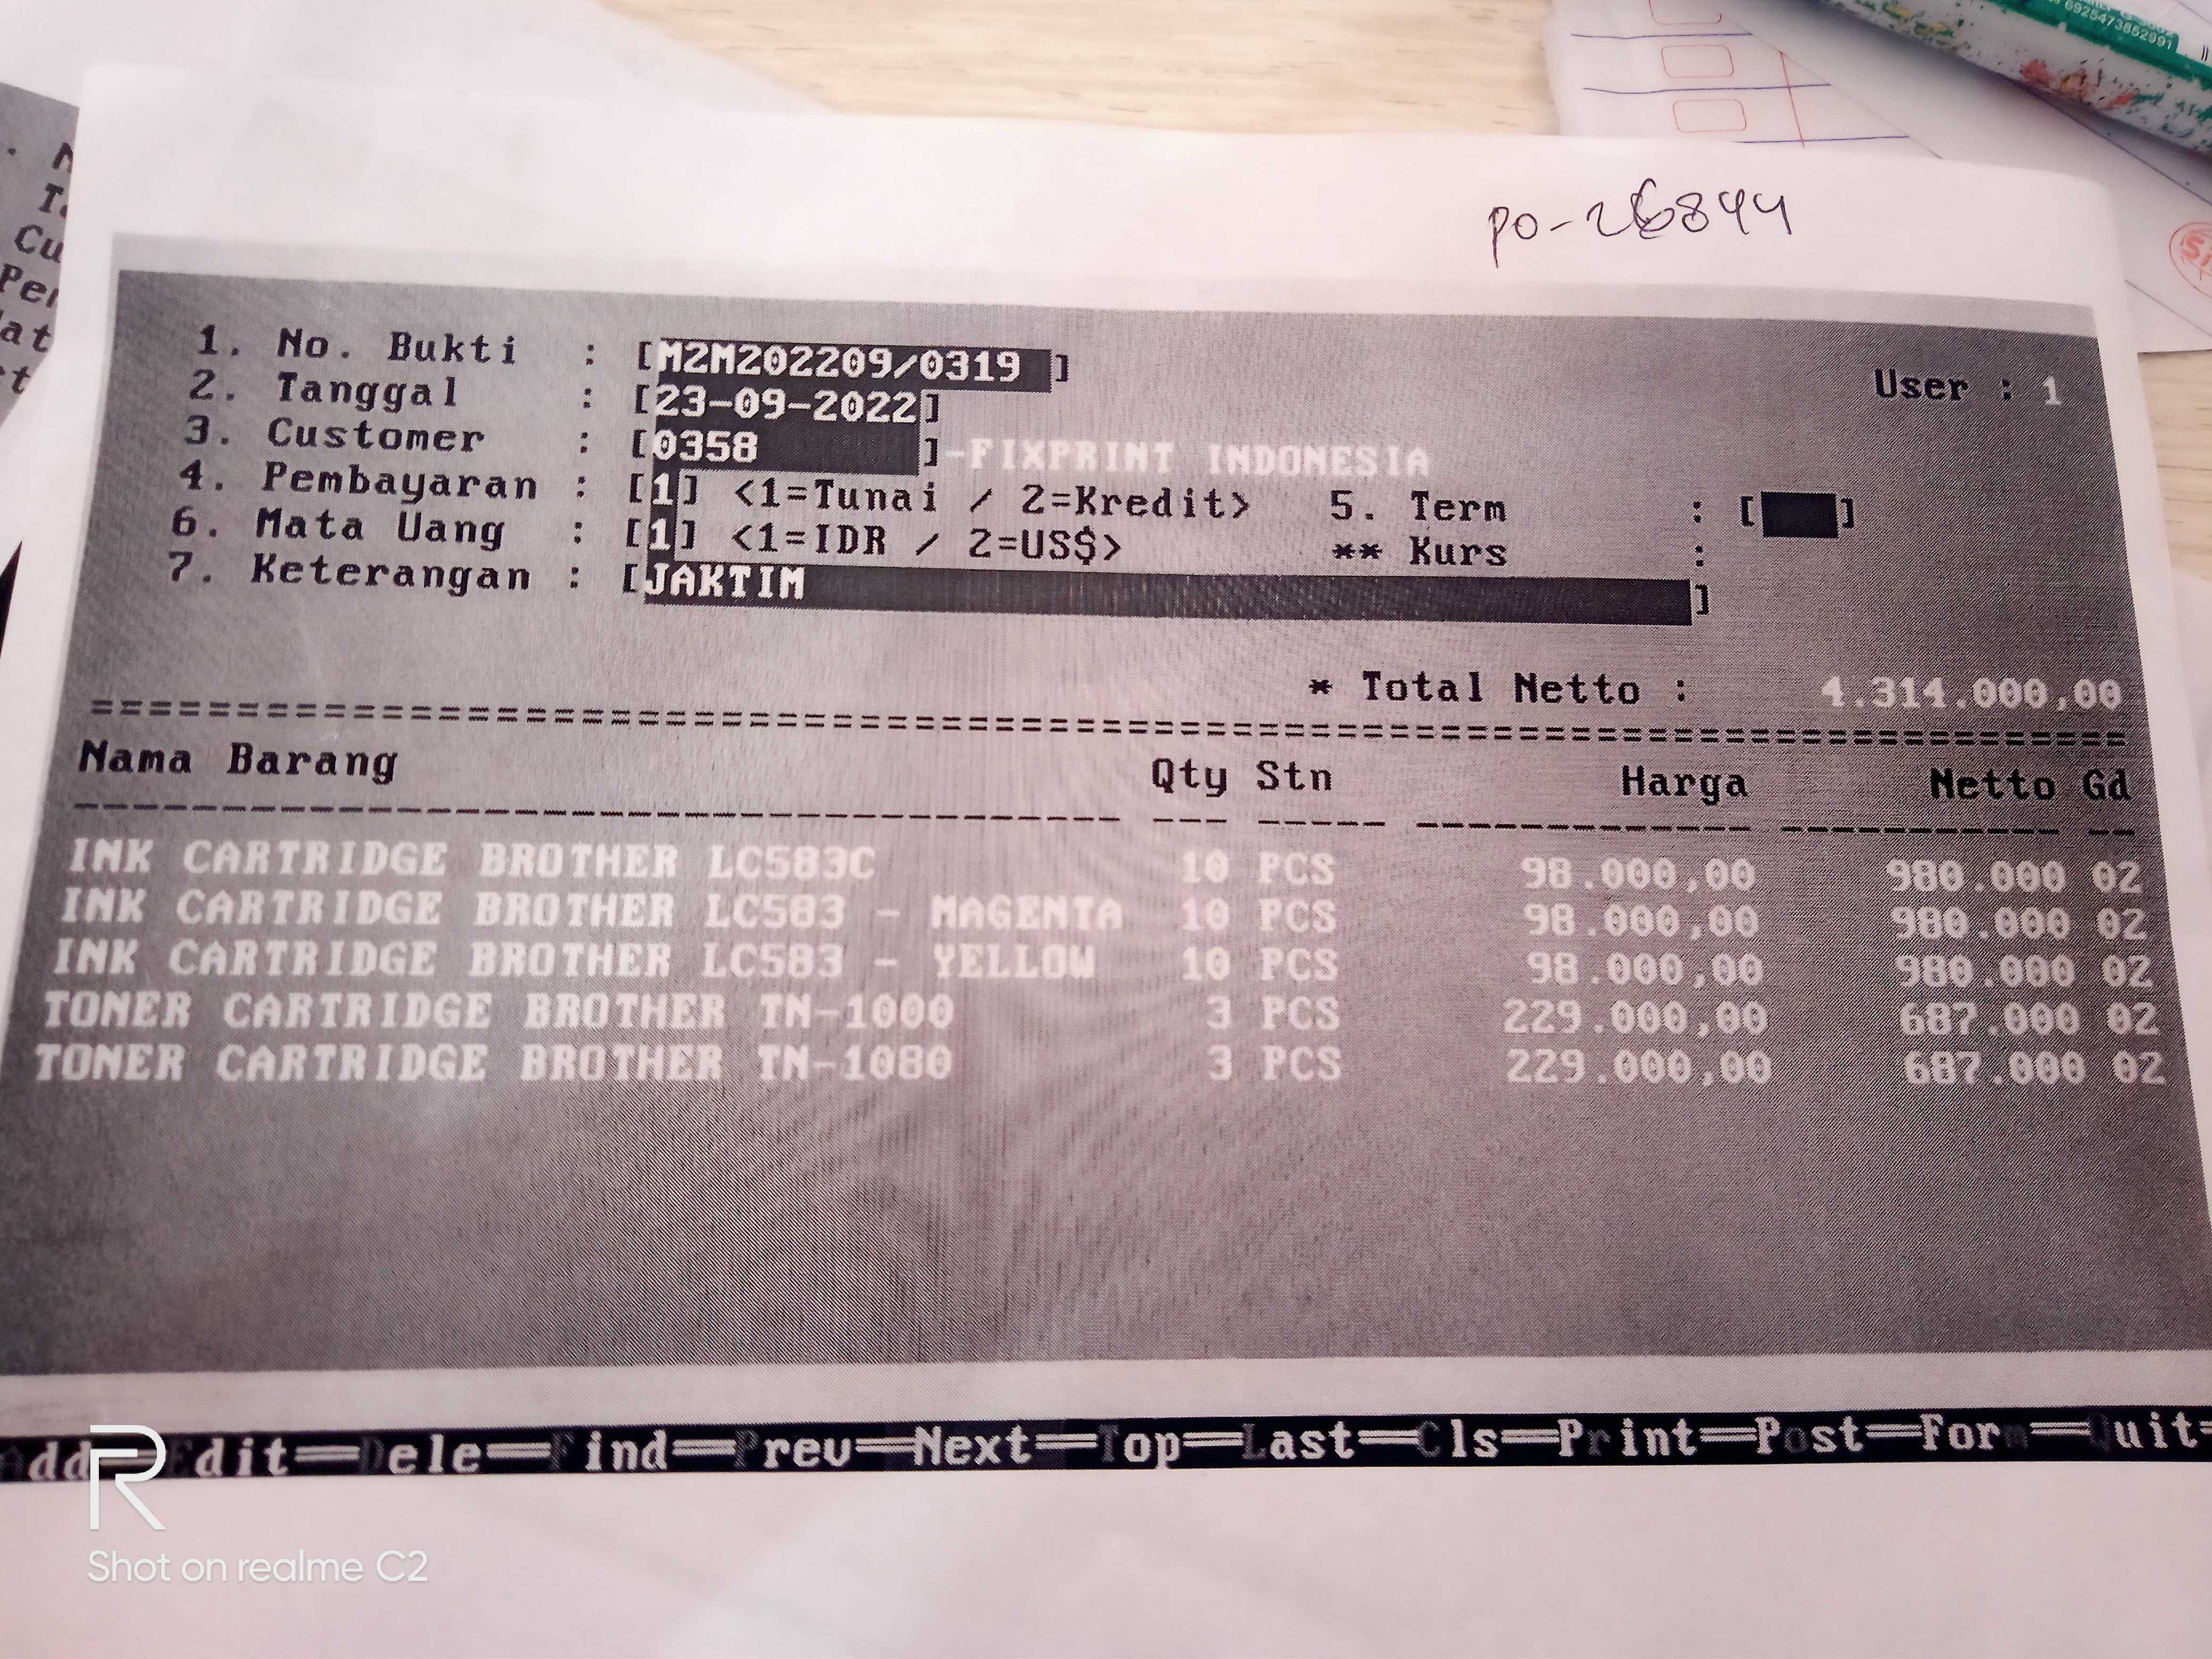 6925473852991
po-26844
1. No. Bukti : [M2M202209/0319 ]
User : 1
2. Tanggal : [23-09-2022]
3. Customer : [0358 ]-FIXPRINT INDONESIA
4. Pembayaran : [1] <1=Tunai / 2=Kredit> 5. Term : [ ]
6. Mata Uang : [1] <1=IDR / 2=US$> ** Kurs :
7. Keterangan : [JAKTIM ]
* Total Netto : 4.314.000,00
Nama Barang Qty Stn Harga Netto Gd
INK CARTRIDGE BROTHER LC583C 10 PCS 98.000,00 980.000 02
INK CARTRIDGE BROTHER LC583 - MAGENTA 10 PCS 98.000,00 980.000 02
INK CARTRIDGE BROTHER LC583 - YELLOW 10 PCS 98.000,00 980.000 02
TONER CARTRIDGE BROTHER TN-1000 3 PCS 229.000,00 687.000 02
TONER CARTRIDGE BROTHER TN-1080 3 PCS 229.000,00 687.000 02
Add=Edit=Dele=Find=Prev=Next=Top=Last=Cls=Print=Post=Form=Quit=
R
Shot on realme C2